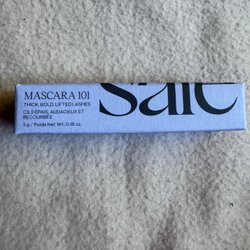 MASCARA 101
THICK, BOLD, LIFTED LASHES
CILS ÉPAIS, AUDACIEUX ET
RECOURBÉS
5 g / Poids Net Wt. 0.18 oz.
saie